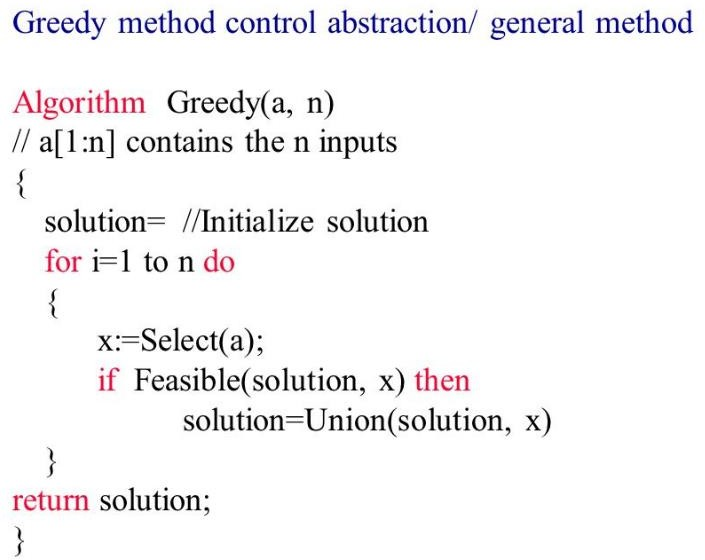 Greedy method control abstraction/ general method
Algorithm Greedy(a, n)
// a[1:n] contains the n inputs
{
solution= //Initialize solution
for i=1 to n do
{
x:=Select(a);
if Feasible(solution, x) then
solution=Union(solution, x)
}
return solution;
}